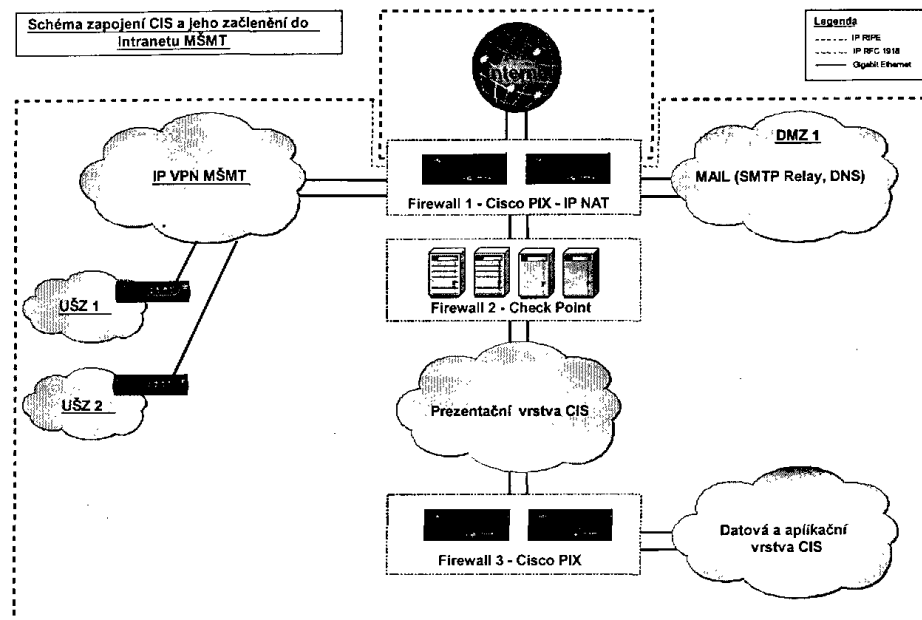 Schéma zapojení CIS a jeho začlenění do
Intranetu MŠMT
Internet
Legenda
IP RIPE
IP RFC 1918
Gigabit Ethernet
IP VPN MŠMT
DMZ 1
MAIL (SMTP Relay, DNS)
Firewall 1 - Cisco PIX - IP NAT
Firewall 2 - Check Point
UŠZ 1
UŠZ 2
Prezentační vrstva CIS
Firewall 3 - Cisco PIX
Datová a aplikační
vrstva CIS